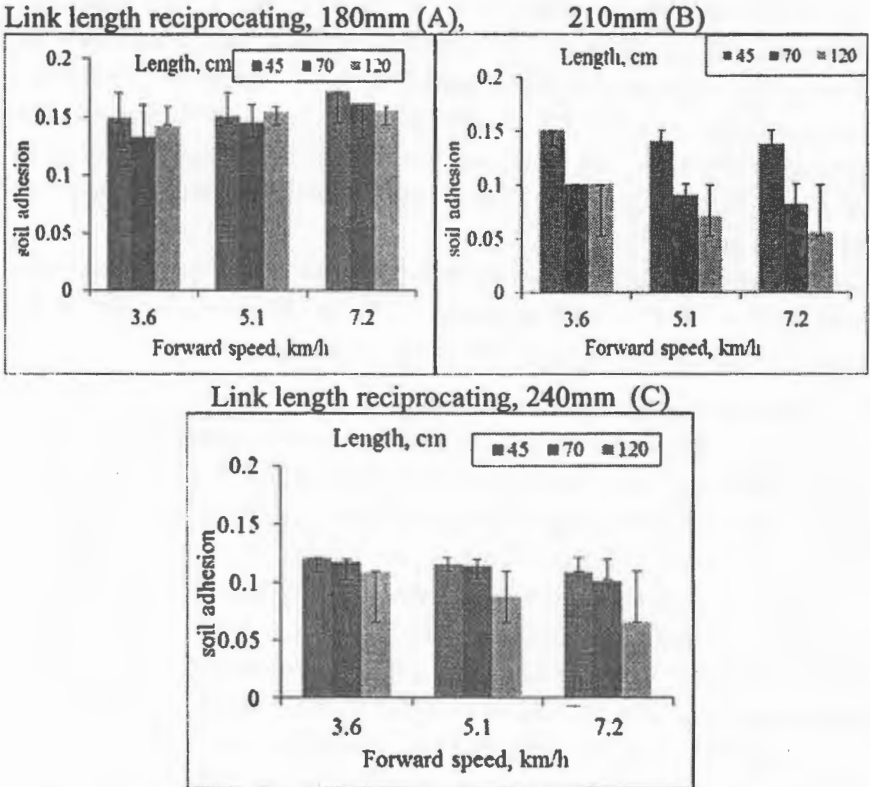 Link length reciprocating, 180mm (A), 210mm (B)
Length, cm ■45 ■70 ■120
0.2
0.15
0.1
0.05
0
soil adhesion
3.6 5.1 7.2
Forward speed, km/h
Length, cm ■45 ■70 ■120
0.2
0.15
0.1
0.05
0
soil adhesion
3.6 5.1 7.2
Forward speed, km/h
Link length reciprocating, 240mm (C)
Length, cm ■45 ■70 ■120
0.2
0.15
0.1
0.05
0
soil adhesion
3.6 5.1 7.2
Forward speed, km/h